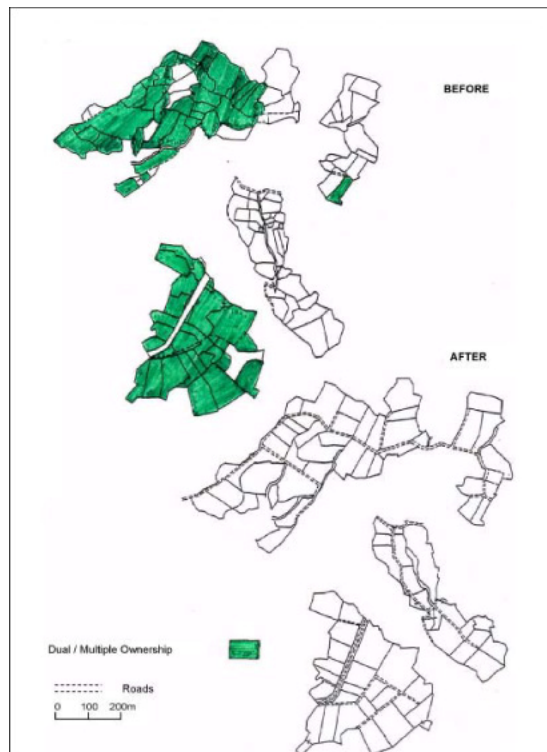 BEFORE
AFTER
Dual / Multiple Ownership
Roads
0 100 200m